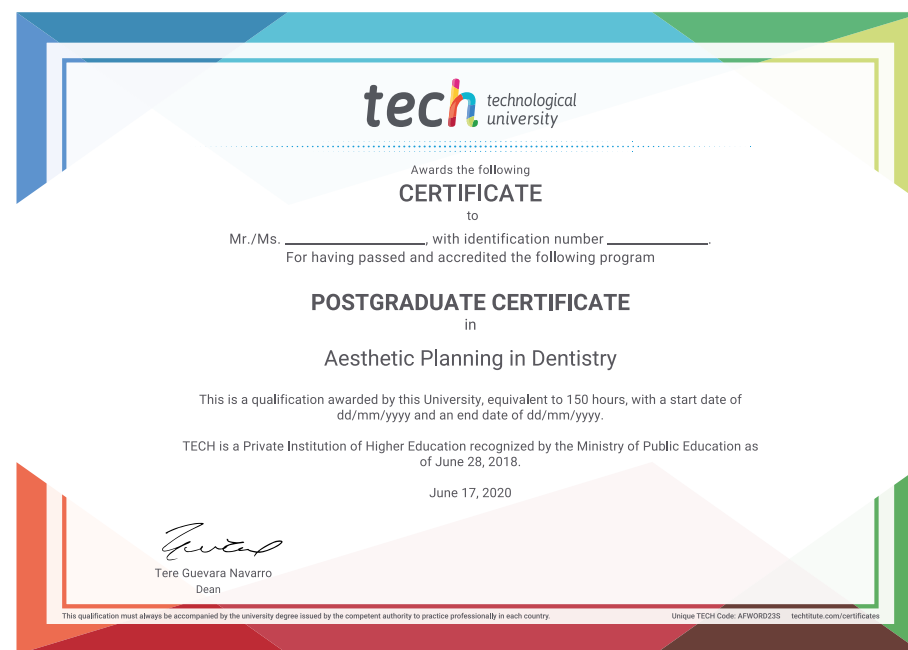 tech technological
university
Awards the following
CERTIFICATE
to
Mr./Ms. ____________________, with identification number ______________.
For having passed and accredited the following program
POSTGRADUATE CERTIFICATE
in
Aesthetic Planning in Dentistry
This is a qualification awarded by this University, equivalent to 150 hours, with a start date of
dd/mm/yyyy and an end date of dd/mm/yyyy.
TECH is a Private Institution of Higher Education recognized by the Ministry of Public Education as
of June 28, 2018.
June 17, 2020
Tere Guevara Navarro
Dean
This qualification must always be accompanied by the university degree issued by the competent authority to practice professionally in each country. Unique TECH Code: AFWORD23S techtitute.com/certificates